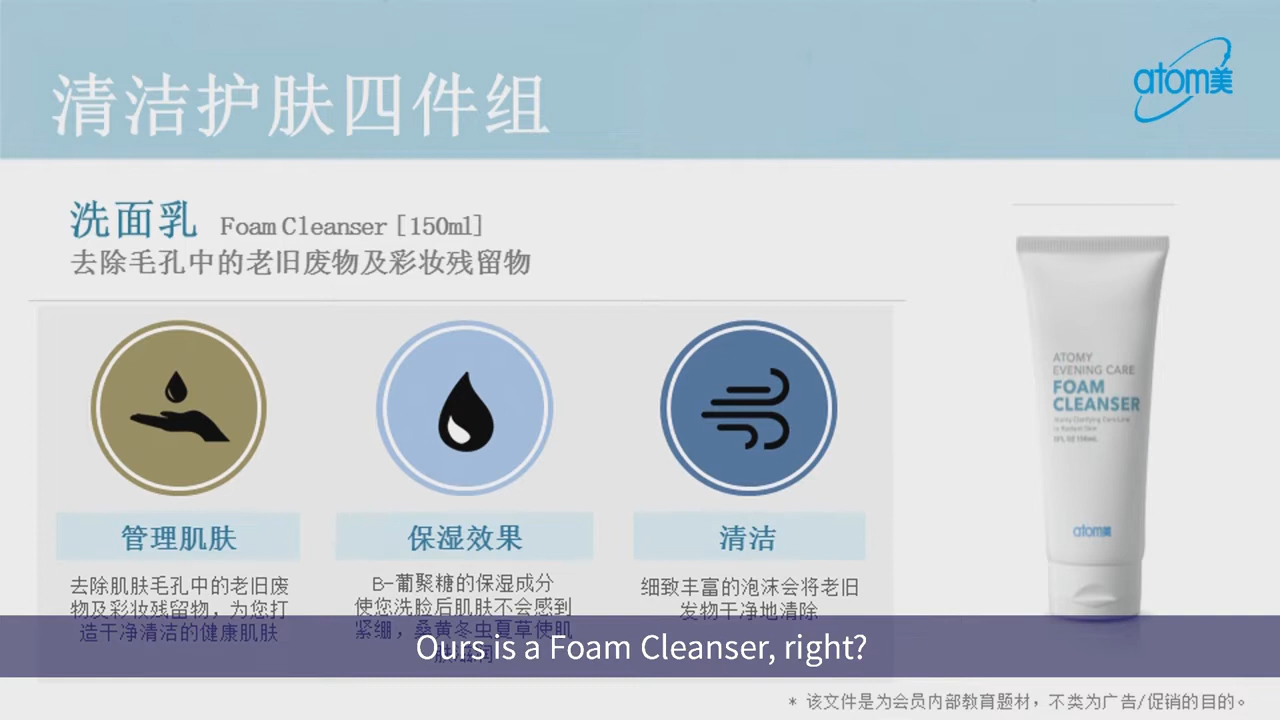 清洁护肤四件组
atom美
洗面乳 Foam Cleanser [150ml]
去除毛孔中的老旧废物及彩妆残留物
ATOMY
EVENING CARE
FOAM
CLEANSER
atom美
管理肌肤
保湿效果
清洁
去除肌肤毛孔中的老旧废
物及彩妆残留物，为您打
造干净清洁的健康肌肤
B-葡聚糖的保湿成分
使您洗脸后肌肤不会感到
紧绷，桑黄冬虫夏草使肌
细致丰富的泡沫会将老旧
发物干净地清除
Ours is a Foam Cleanser, right?
* 该文件是为会员内部教育题材，不类为广告/促销的目的。